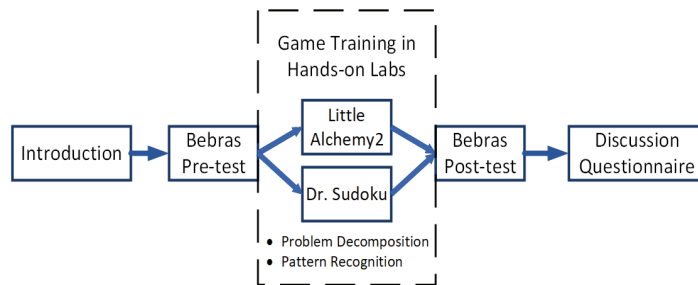 Game Training in
Hands-on Labs
Introduction
Bebras
Pre-test
Little
Alchemy2
Dr. Sudoku
Bebras
Post-test
Discussion
Questionnaire
• Problem Decomposition
• Pattern Recognition